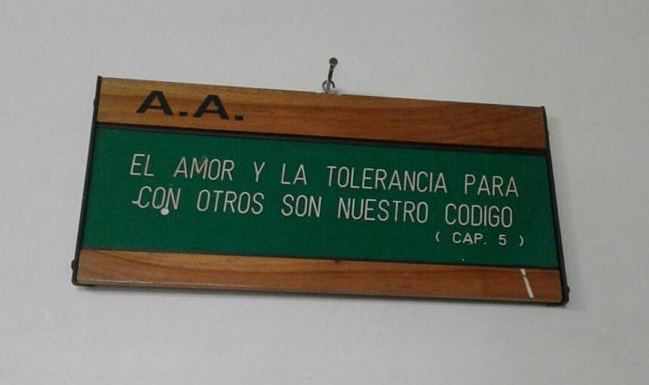 A.A.
EL AMOR Y LA TOLERANCIA PARA
CON OTROS SON NUESTRO CODIGO
( CAP. 5 )